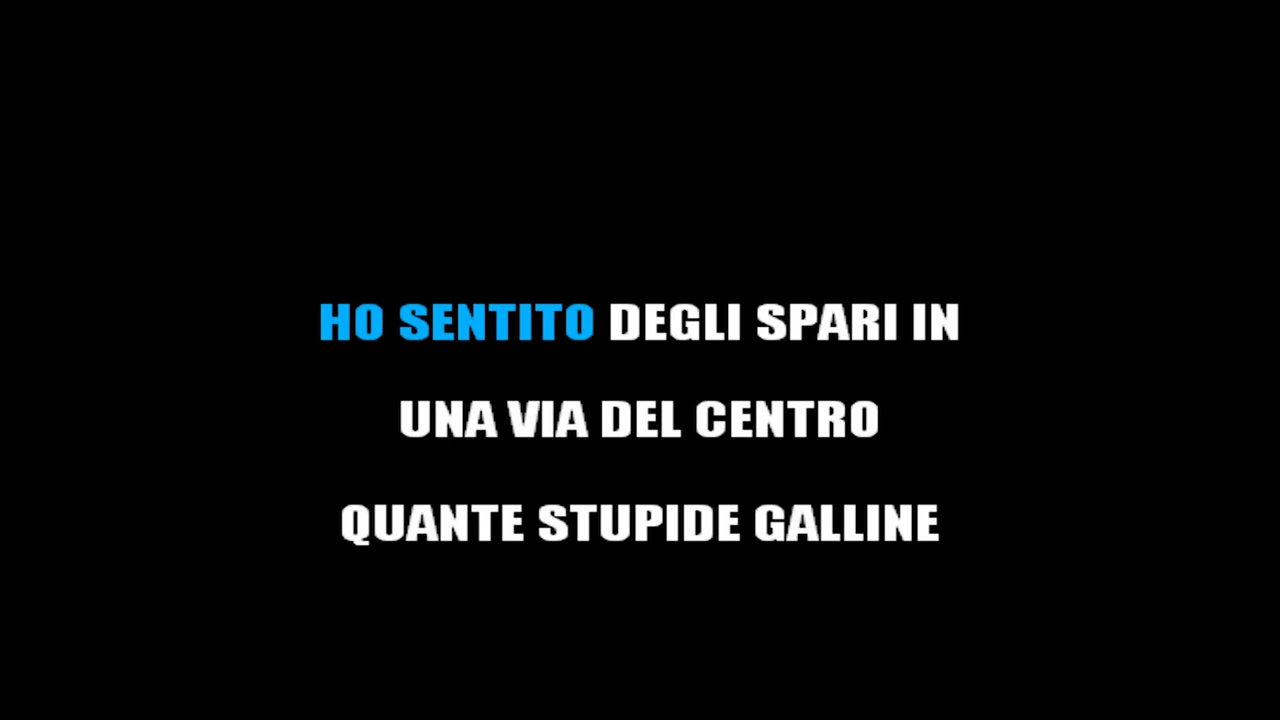 HO SENTITO DEGLI SPARI IN
UNA VIA DEL CENTRO
QUANTE STUPIDE GALLINE